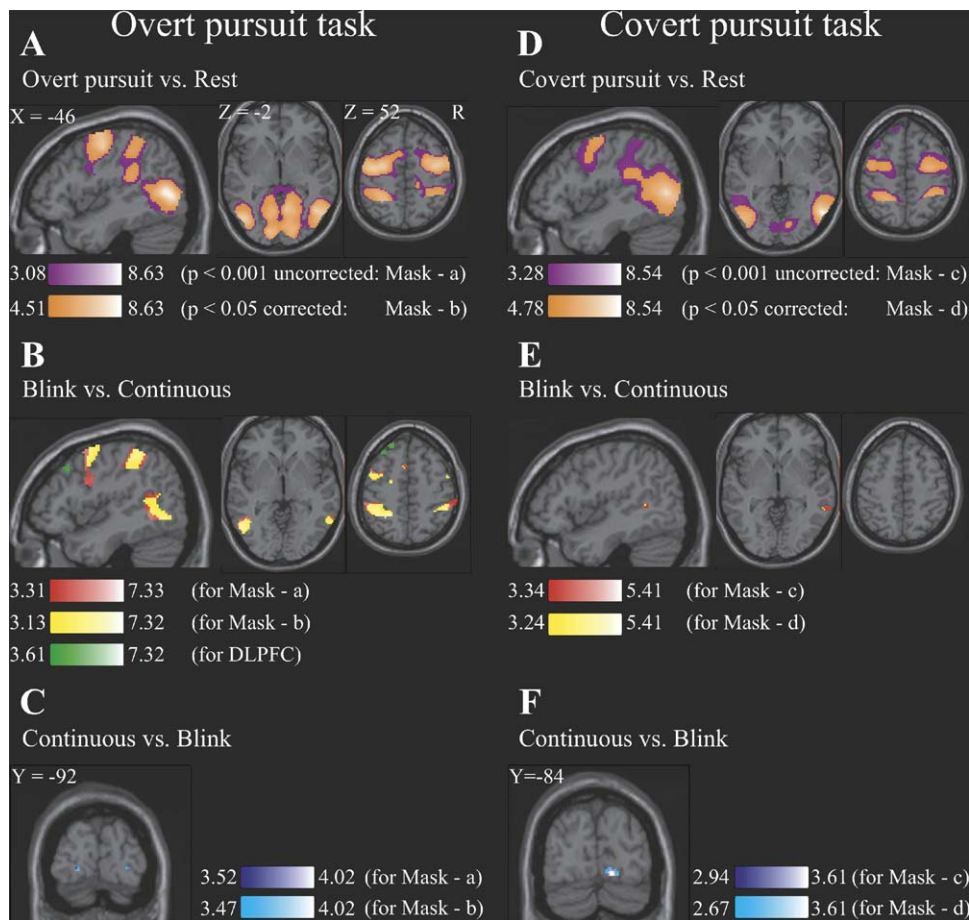 Overt pursuit task
A
Overt pursuit vs. Rest
X = -46
Z = -2
Z = 52
R
3.08 8.63 (p < 0.001 uncorrected: Mask - a)
4.51 8.63 (p < 0.05 corrected: Mask - b)
B
Blink vs. Continuous
3.31 7.33 (for Mask - a)
3.13 7.32 (for Mask - b)
3.61 7.32 (for DLPFC)
C
Continuous vs. Blink
Y = -92
3.52 4.02 (for Mask - a)
3.47 4.02 (for Mask - b)
Covert pursuit task
D
Covert pursuit vs. Rest
3.28 8.54 (p < 0.001 uncorrected: Mask - c)
4.78 8.54 (p < 0.05 corrected: Mask - d)
E
Blink vs. Continuous
3.34 5.41 (for Mask - c)
3.24 5.41 (for Mask - d)
F
Continuous vs. Blink
Y=-84
2.94 3.61 (for Mask - c)
2.67 3.61 (for Mask - d)